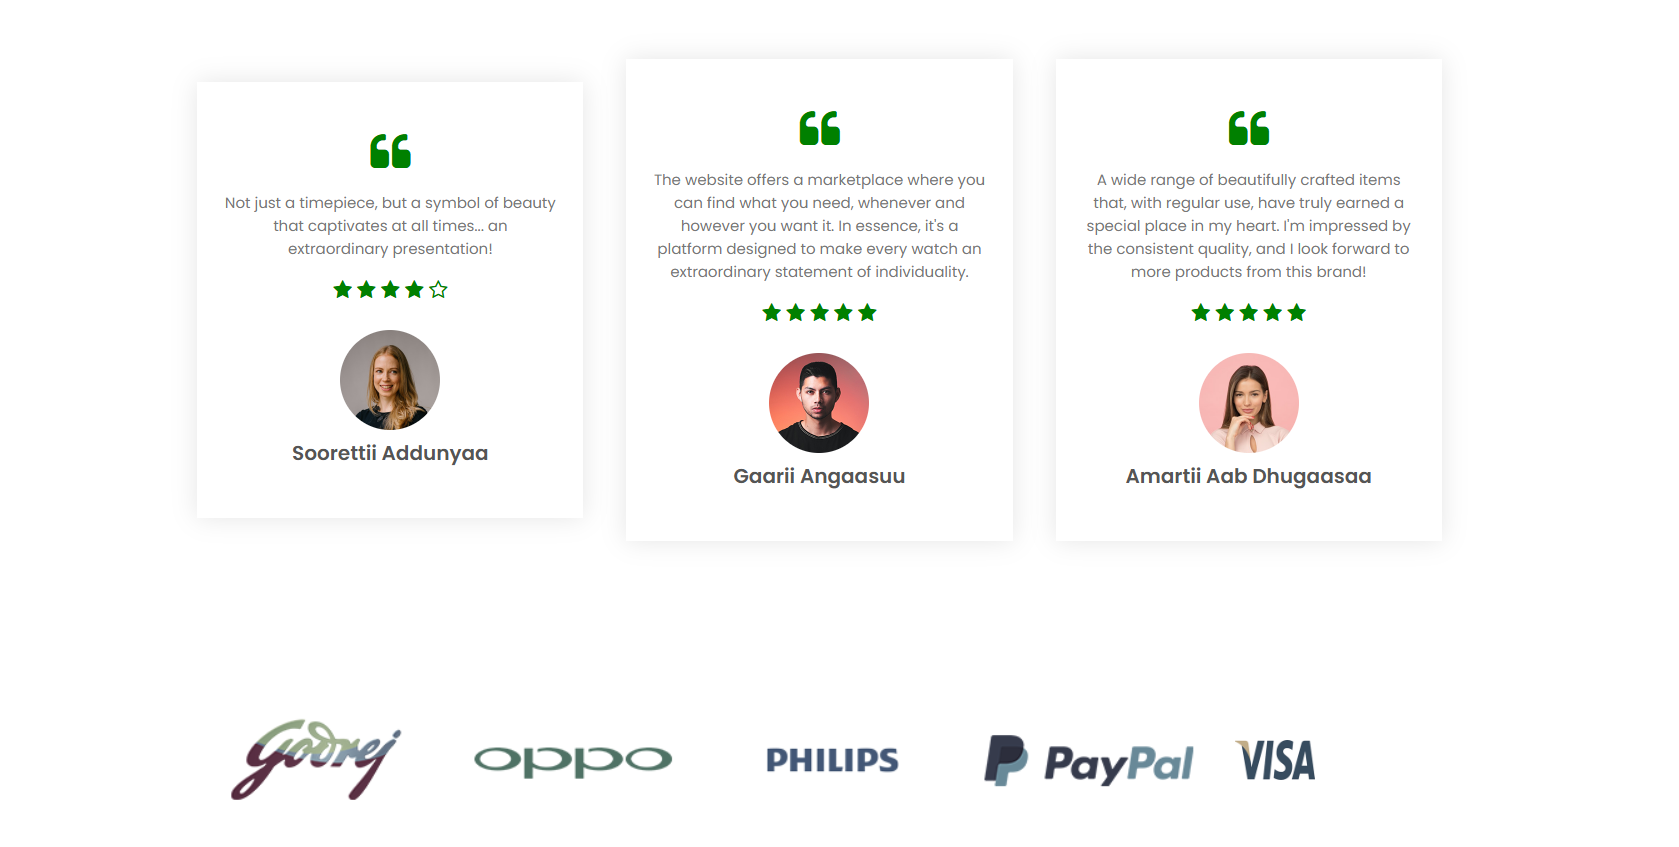 Not just a timepiece, but a symbol of beauty
that captivates at all times... an
extraordinary presentation!
Soorettii Addunyaa
The website offers a marketplace where you
can find what you need, whenever and
however you want it. In essence, it's a
platform designed to make every watch an
extraordinary statement of individuality.
Gaarii Angaasuu
A wide range of beautifully crafted items
that, with regular use, have truly earned a
special place in my heart. I'm impressed by
the consistent quality, and I look forward to
more products from this brand!
Amartii Aab Dhugaasaa
Godrej
oppo
PHILIPS
PayPal
VISA